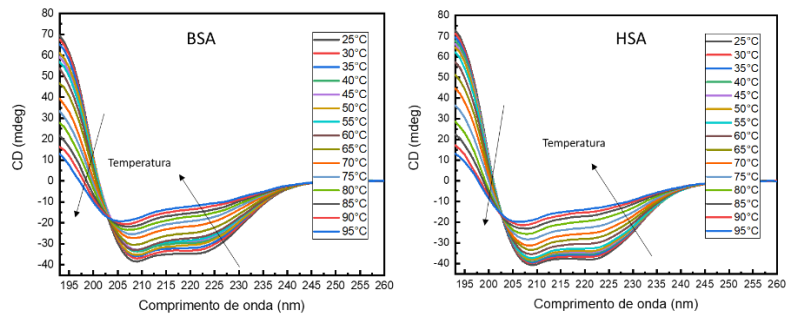 BSA
CD (mdeg)
80
70
60
50
40
30
20
10
0
-10
-20
-30
-40
Temperatura
25°C
30°C
35°C
40°C
45°C
50°C
55°C
60°C
65°C
70°C
75°C
80°C
85°C
90°C
95°C
195 200 205 210 215 220 225 230 235 240 245 250 255 260
Comprimento de onda (nm)
HSA
CD (mdeg)
80
70
60
50
40
30
20
10
0
-10
-20
-30
-40
Temperatura
25°C
30°C
35°C
40°C
45°C
50°C
55°C
60°C
65°C
70°C
75°C
80°C
85°C
90°C
95°C
195 200 205 210 215 220 225 230 235 240 245 250 255 260
Comprimento de onda (nm)